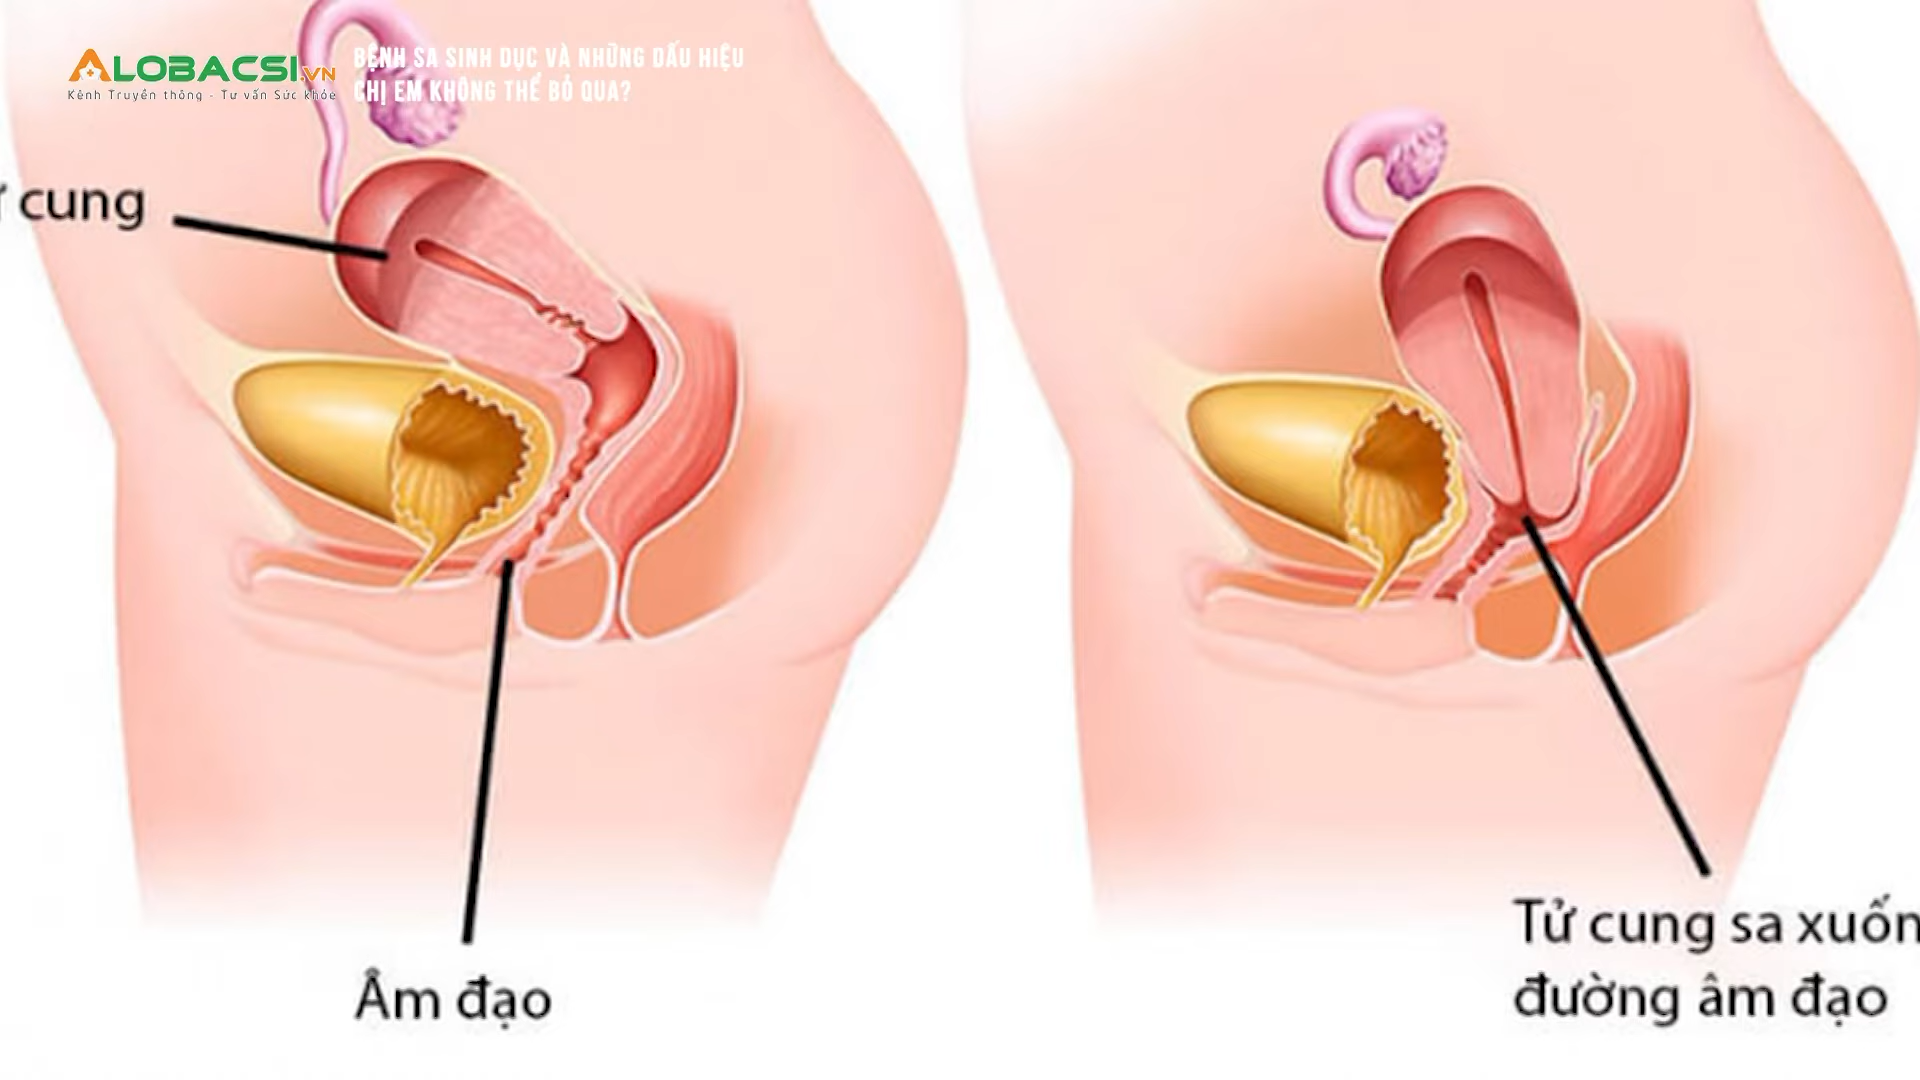 ALOBACSI.VN
Kênh Truyền thông - Tư vấn Sức khỏe
BỆNH SA SINH DỤC VÀ NHỮNG DẤU HIỆU
CHỊ EM KHÔNG THỂ BỎ QUA?
cung
Âm đạo
Tử cung sa xuốn
đường âm đạo